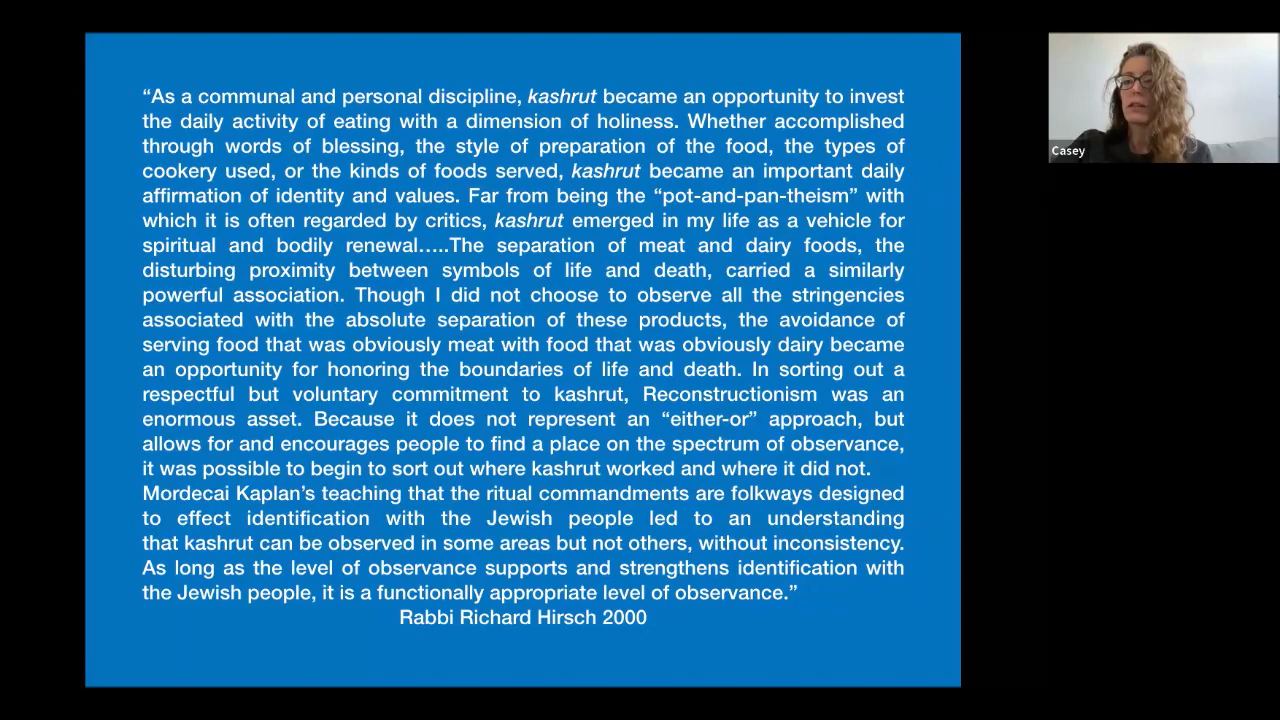 “As a communal and personal discipline, kashrut became an opportunity to invest
the daily activity of eating with a dimension of holiness. Whether accomplished
through words of blessing, the style of preparation of the food, the types of
cookery used, or the kinds of foods served, kashrut became an important daily
affirmation of identity and values. Far from being the “pot-and-pan-theism” with
which it is often regarded by critics, kashrut emerged in my life as a vehicle for
spiritual and bodily renewal.....The separation of meat and dairy foods, the
disturbing proximity between symbols of life and death, carried a similarly
powerful association. Though I did not choose to observe all the stringencies
associated with the absolute separation of these products, the avoidance of
serving food that was obviously meat with food that was obviously dairy became
an opportunity for honoring the boundaries of life and death. In sorting out a
respectful but voluntary commitment to kashrut, Reconstructionism was an
enormous asset. Because it does not represent an “either-or” approach, but
allows for and encourages people to find a place on the spectrum of observance,
it was possible to begin to sort out where kashrut worked and where it did not.
Mordecai Kaplan’s teaching that the ritual commandments are folkways designed
to effect identification with the Jewish people led to an understanding
that kashrut can be observed in some areas but not others, without inconsistency.
As long as the level of observance supports and strengthens identification with
the Jewish people, it is a functionally appropriate level of observance.”
Rabbi Richard Hirsch 2000
Casey